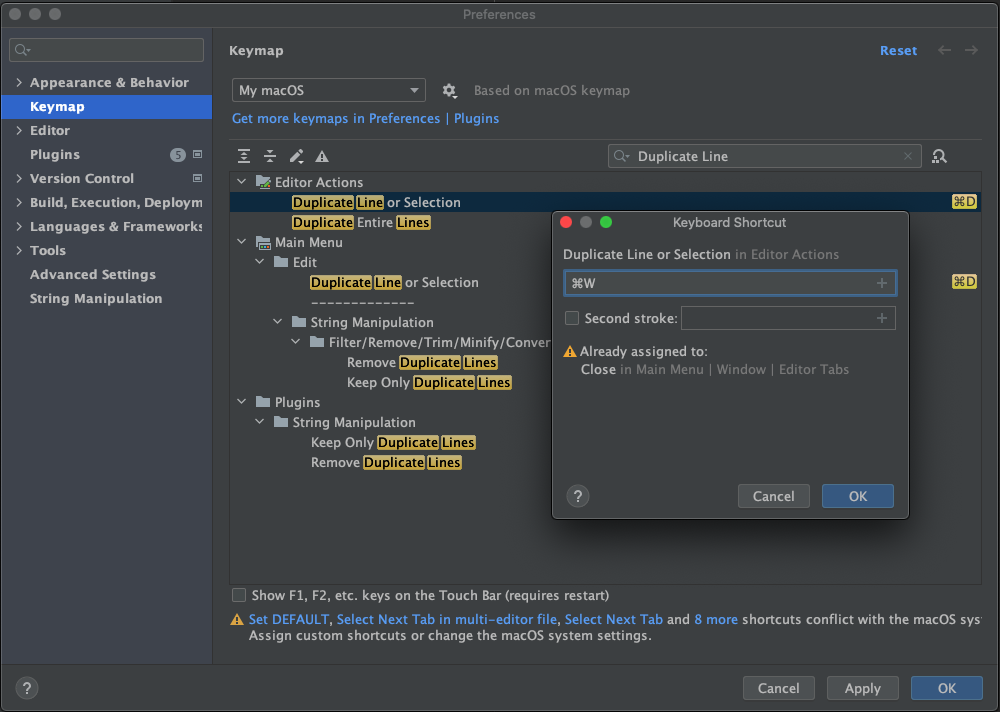 Preferences
Appearance & Behavior
Keymap
Editor
Plugins 5
Version Control
Build, Execution, Deploym
Languages & Frameworks
Tools
Advanced Settings
String Manipulation
Keymap
Reset
My macOS
Based on macOS keymap
Get more keymaps in Preferences | Plugins
Duplicate Line
Editor Actions
Duplicate Line or Selection ⌘D
Duplicate Entire Lines
Main Menu
Edit
Duplicate Line or Selection ⌘D
-------------
String Manipulation
Filter/Remove/Trim/Minify/Conver
Remove Duplicate Lines
Keep Only Duplicate Lines
Plugins
String Manipulation
Keep Only Duplicate Lines
Remove Duplicate Lines
Keyboard Shortcut
Duplicate Line or Selection in Editor Actions
⌘W
Second stroke:
Already assigned to:
Close in Main Menu | Window | Editor Tabs
?
Cancel
OK
Show F1, F2, etc. keys on the Touch Bar (requires restart)
Set DEFAULT, Select Next Tab in multi-editor file, Select Next Tab and 8 more shortcuts conflict with the macOS sys
Assign custom shortcuts or change the macOS system settings.
?
Cancel
Apply
OK